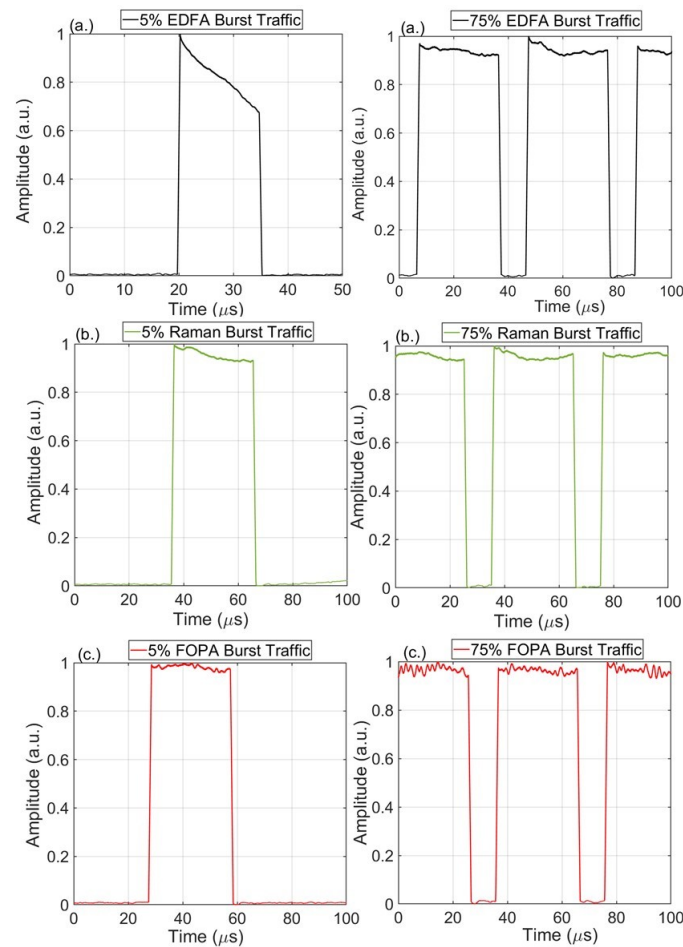 (a.) 5% EDFA Burst Traffic
Amplitude (a.u.)
1
0.8
0.6
0.4
0.2
0
0 10 20 30 40 50
Time (μs)
(a.) 75% EDFA Burst Traffic
Amplitude (a.u.)
1
0.8
0.6
0.4
0.2
0
0 20 40 60 80 100
Time (μs)
(b.) 5% Raman Burst Traffic
Amplitude (a.u.)
1
0.8
0.6
0.4
0.2
0
0 20 40 60 80 100
Time (μs)
(b.) 75% Raman Burst Traffic
Amplitude (a.u.)
1
0.8
0.6
0.4
0.2
0
0 20 40 60 80 100
Time (μs)
(c.) 5% FOPA Burst Traffic
Amplitude (a.u.)
1
0.8
0.6
0.4
0.2
0
0 20 40 60 80 100
Time (μs)
(c.) 75% FOPA Burst Traffic
Amplitude (a.u.)
1
0.8
0.6
0.4
0.2
0
0 20 40 60 80 100
Time (μs)